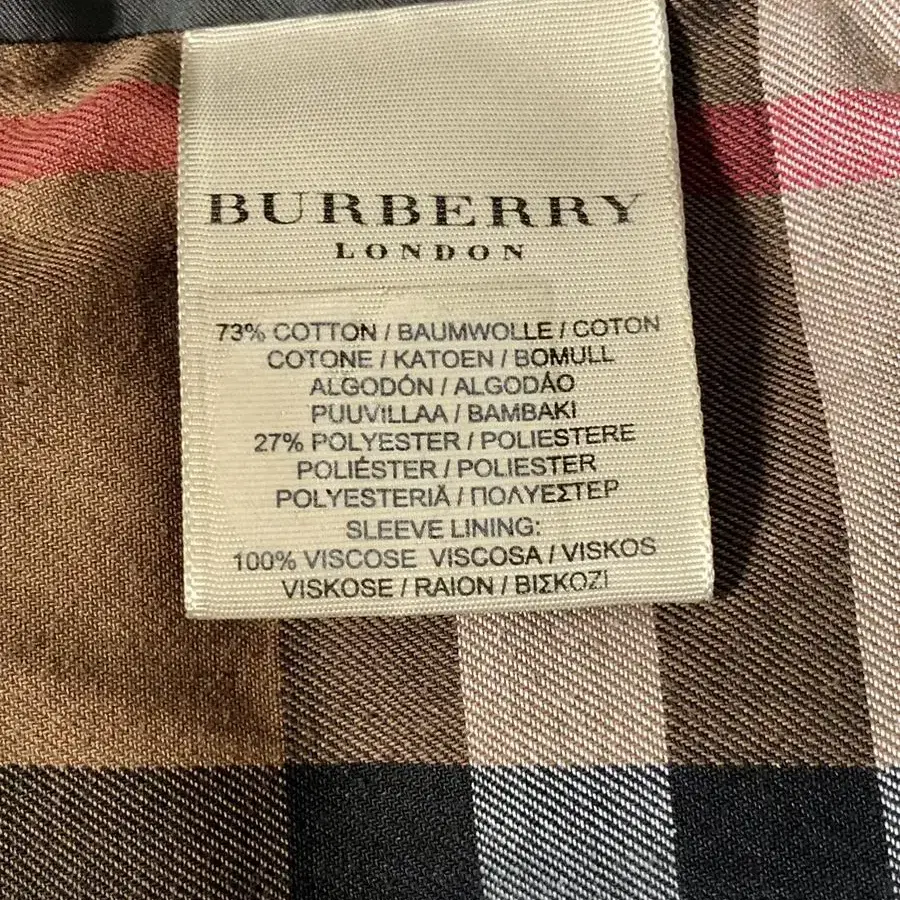 BURBERRY
LONDON
73% COTTON / BAUMWOLLE / COTON
COTONE / KATOEN / BOMULL
ALGODÓN / ALGODÁO
PUUVILLAA / BAMBAKI
27% POLYESTER / POLIESTERE
POLIÉSTER / POLIESTER
POLYESTERIÄ / ΠΟΛΥΕΣΤΕΡ
SLEEVE LINING:
100% VISCOSE VISCOSA / VISKOS
VISKOSE / RAION / ΒΙΣΚΟΖΙ